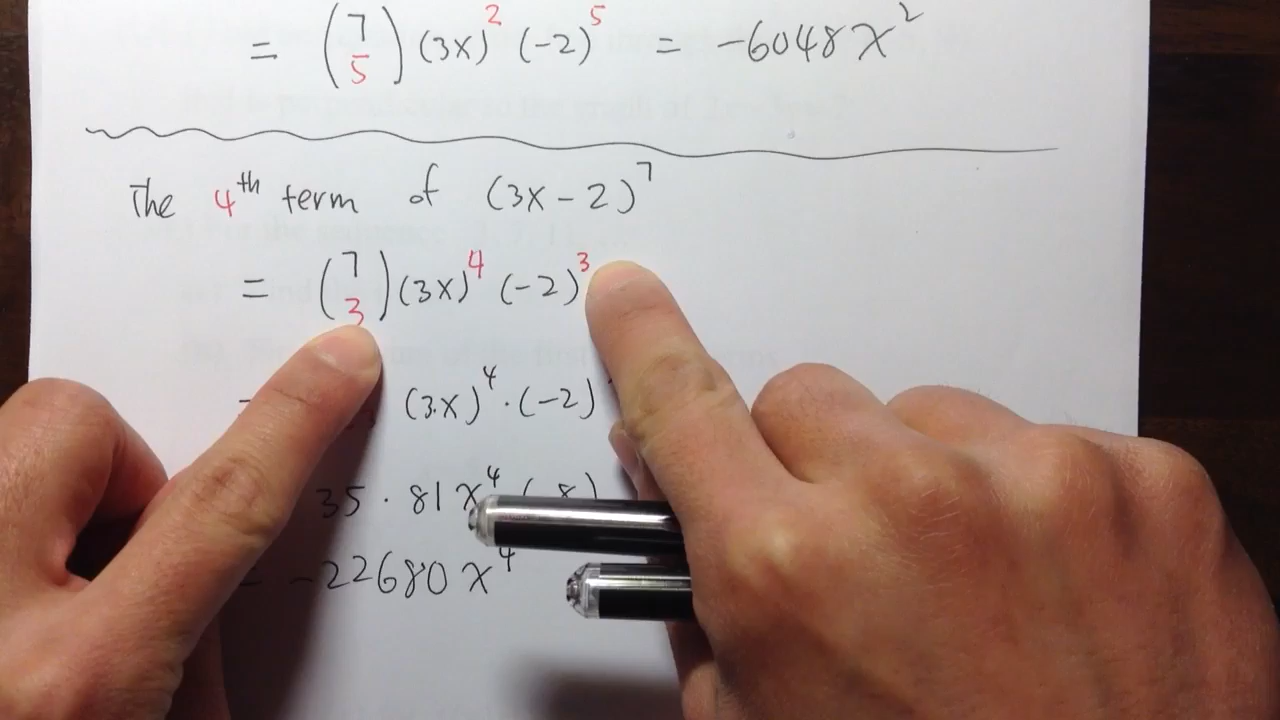 = (7 5) (3x)^2 (-2)^5 = -6048x^2
The 4th term of (3x-2)^7
= (7 3) (3x)^4 (-2)^3
(3x)^4 · (-2)
35 · 81x^4 (-8)
= -22680x^4